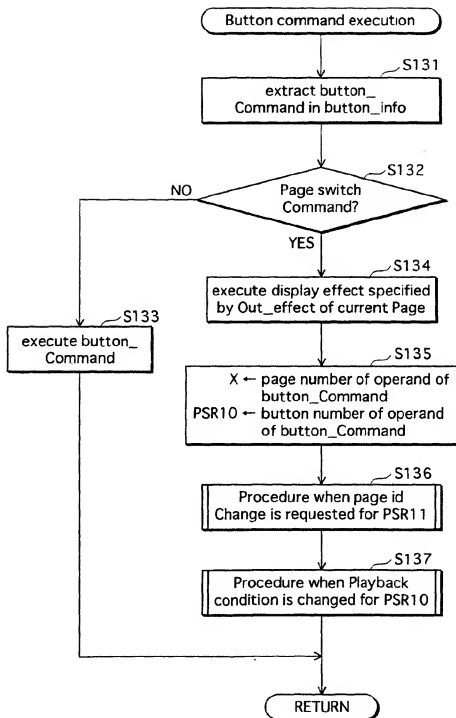 Button command execution
S131
extract button_
Command in button_info
S132
Page switch
Command?
NO
YES
S134
execute display effect specified
by Out_effect of current Page
S133
execute button_
Command
S135
X ← page number of operand of
button_Command
PSR10 ← button number of operand
of button_Command
S136
Procedure when page id
Change is requested for PSR11
S137
Procedure when Playback
condition is changed for PSR10
RETURN